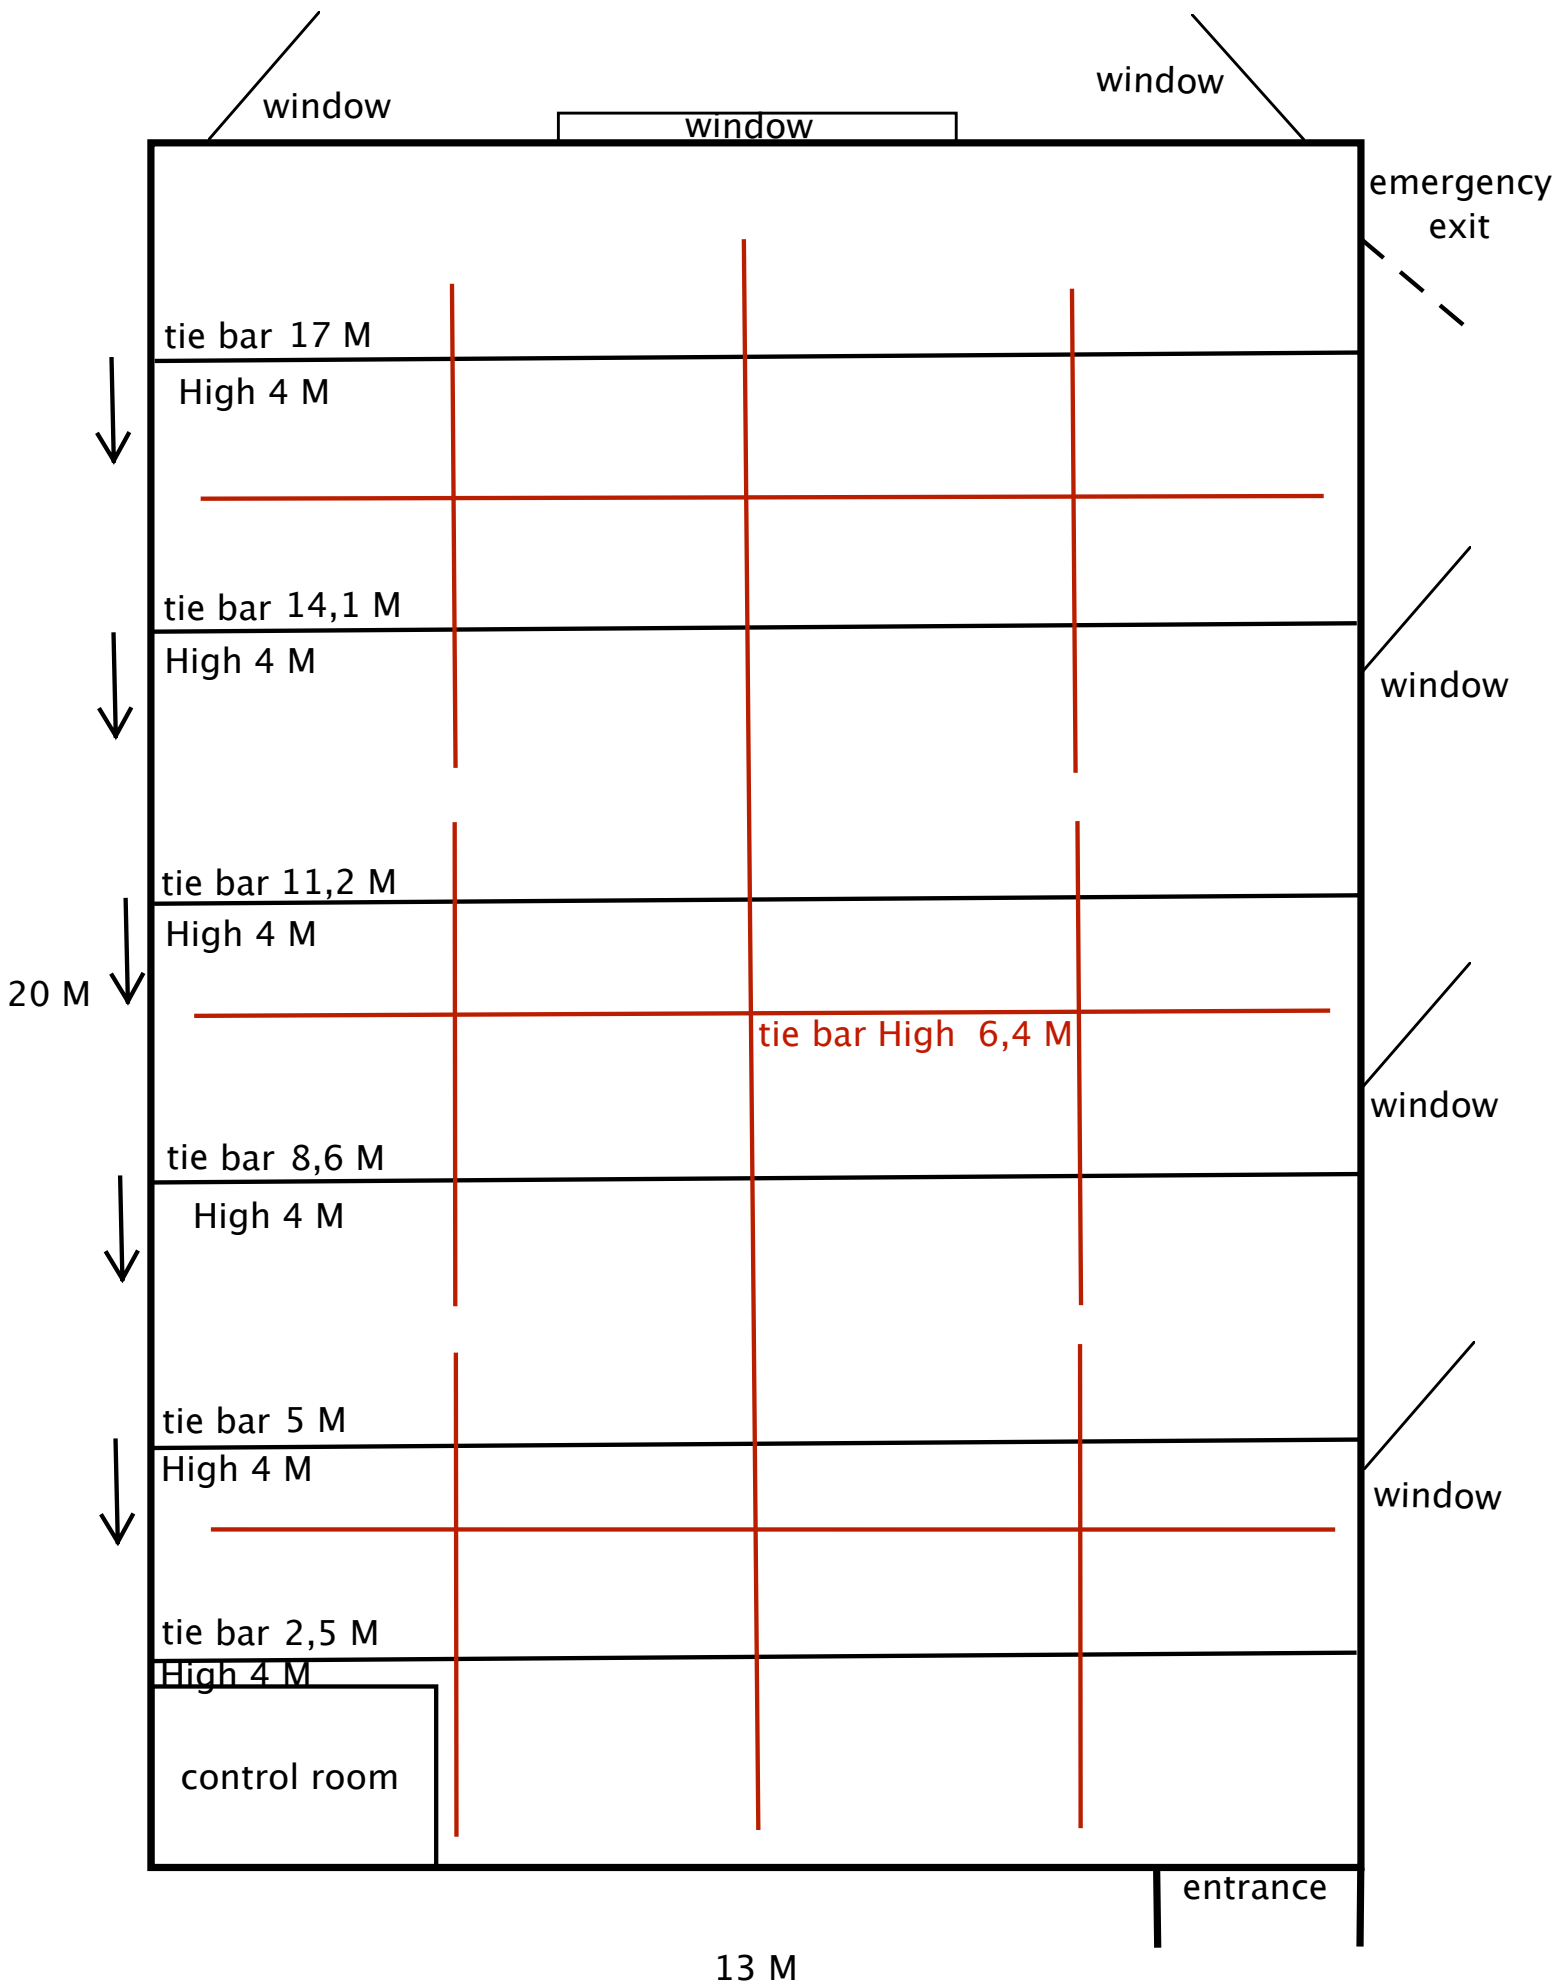 window
window
window
emergency
exit
tie bar 17 M
High 4 M
tie bar 14,1 M
High 4 M
window
tie bar 11,2 M
High 4 M
20 M
tie bar High 6,4 M
window
tie bar 8,6 M
High 4 M
tie bar 5 M
High 4 M
window
tie bar 2,5 M
High 4 M
control room
entrance
13 M